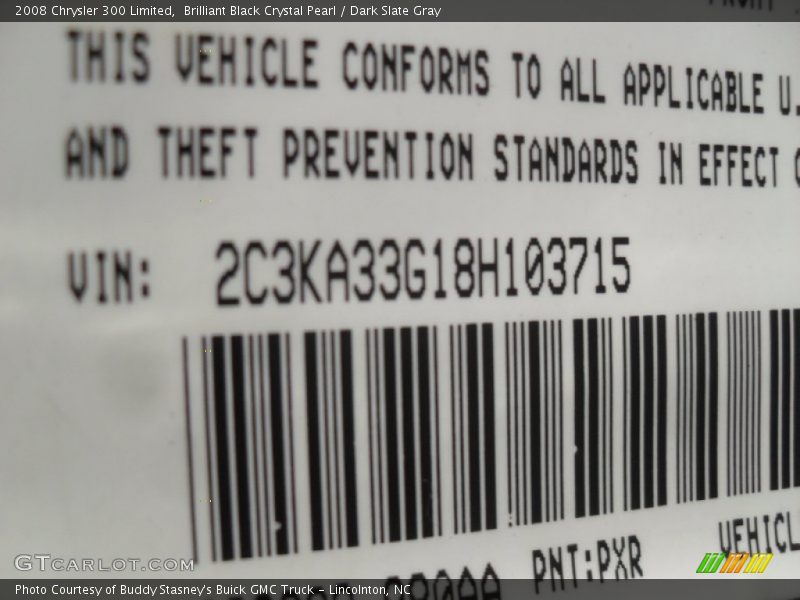 2008 Chrysler 300 Limited,  Brilliant Black Crystal Pearl / Dark Slate Gray
THIS VEHICLE CONFORMS TO ALL APPLICABLE U.
AND THEFT PREVENTION STANDARDS IN EFFECT
VIN: 2C3KA33G18H103715
PNT:PXR VEHICL
GTCARLOT.COM
Photo Courtesy of Buddy Stasney's Buick GMC Truck - Lincolnton, NC